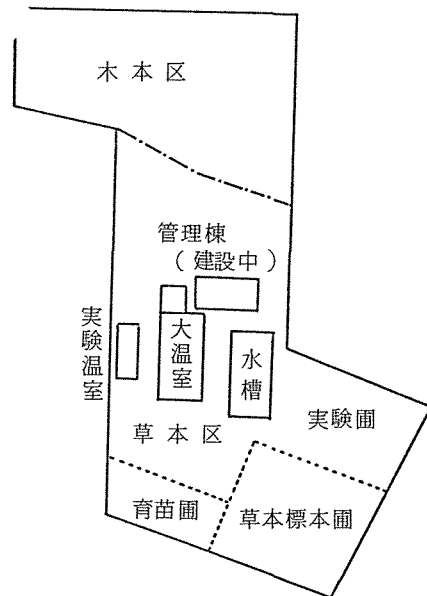 木本区
管理棟
（建設中）
実験温室
大温室
水槽
実験圃
草本区
育苗圃
草本標本圃